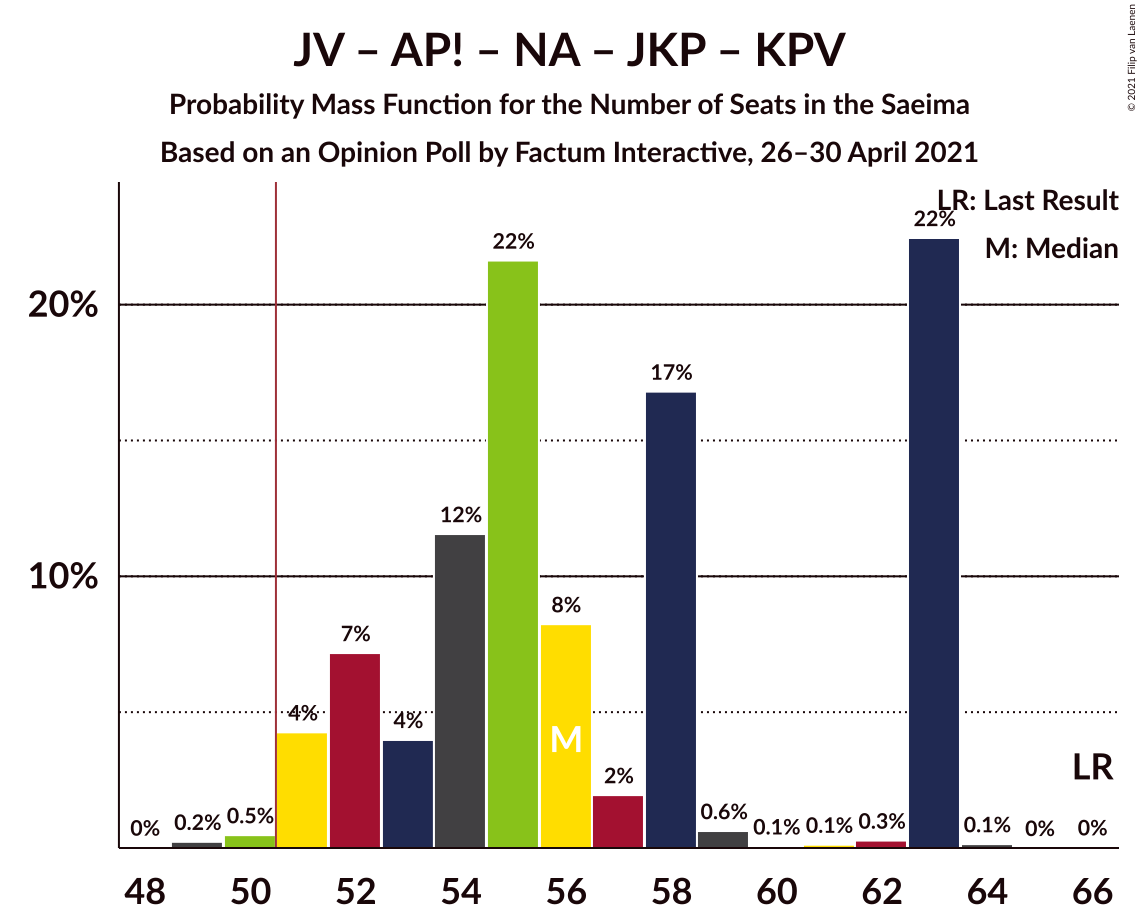 JV – AP! – NA – JKP – KPV
Probability Mass Function for the Number of Seats in the Saeima
Based on an Opinion Poll by Factum Interactive, 26–30 April 2021
© 2021 Filip van Laenen
LR: Last Result
M: Median
20%
10%
0%
0.2%
0.5%
4%
7%
4%
12%
22%
8%
2%
17%
0.6%
0.1%
0.1%
0.3%
22%
0.1%
0%
0%
M
LR
48 50 52 54 56 58 60 62 64 66